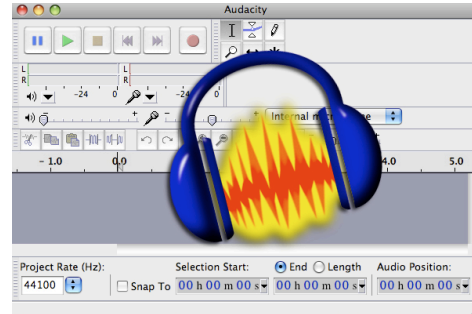 Audacity
L
R
-24 0
L
R
-24 0
- +
- +
Internal
- 1.0 0.0 4.0 5.0
Project Rate (Hz): Selection Start: End Length Audio Position:
44100 Snap To 00 h 00 m 00 s 00 h 00 m 00 s 00 h 00 m 00 s